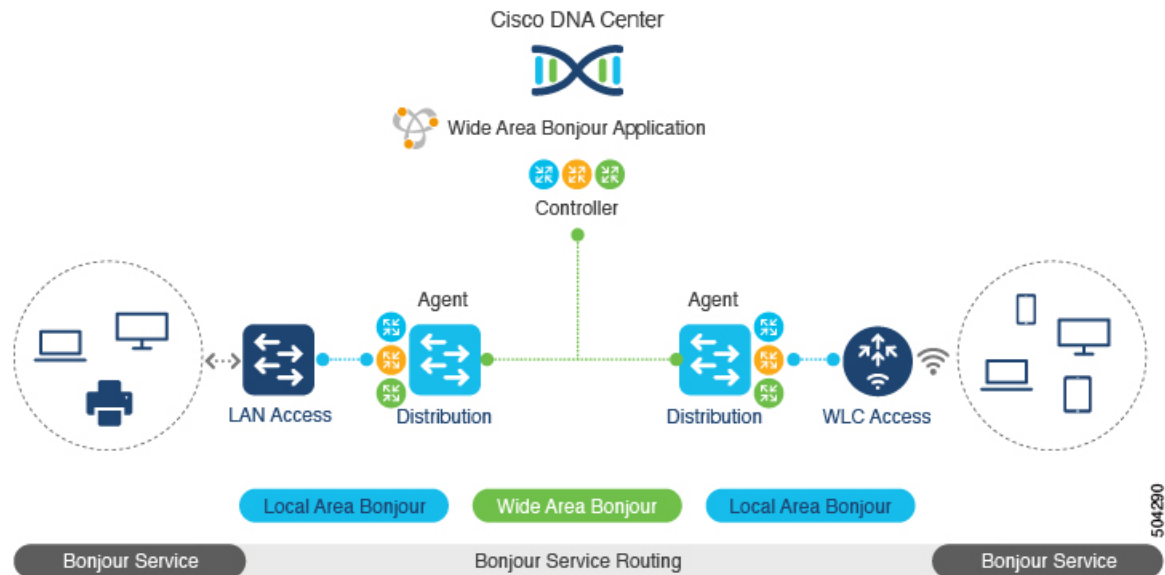 Cisco DNA Center
Wide Area Bonjour Application
Controller
Agent
Agent
LAN Access
Distribution
Distribution
WLC Access
Local Area Bonjour
Wide Area Bonjour
Local Area Bonjour
504290
Bonjour Service
Bonjour Service Routing
Bonjour Service